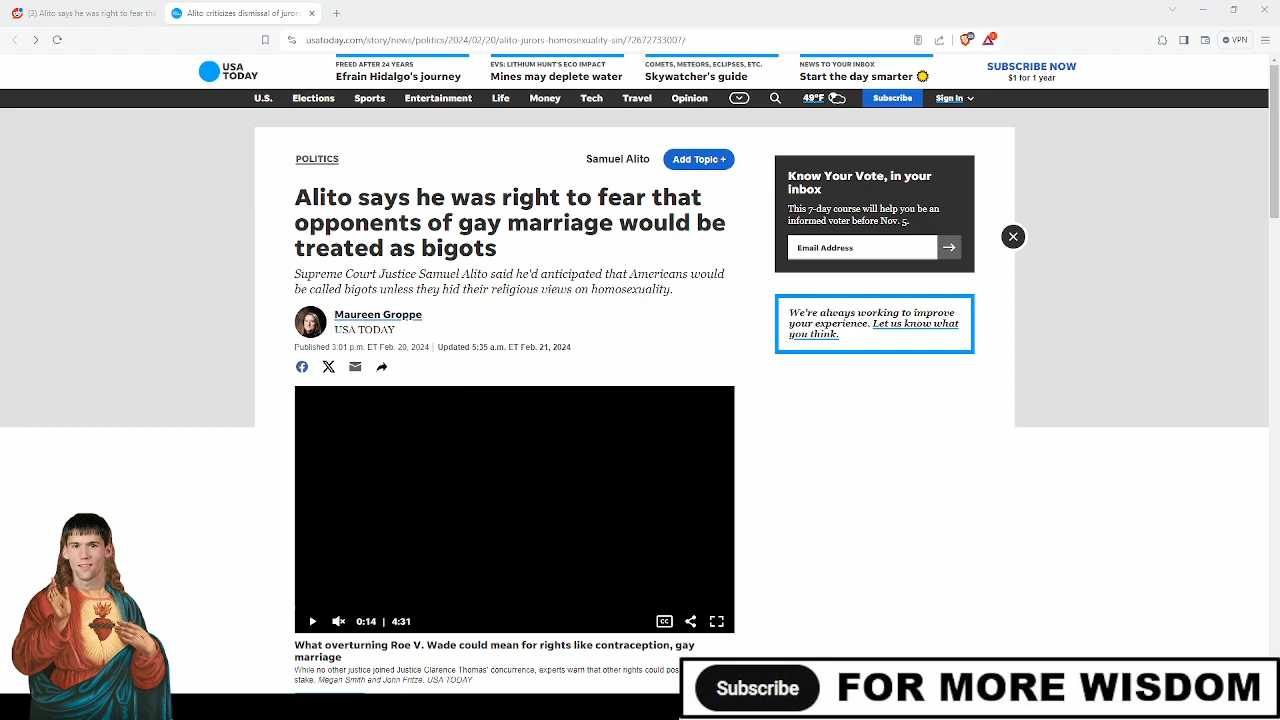 (3) Alito says he was right to fear tha
Alito criticizes dismissal of juror
usatoday.com/story/news/politics/2024/02/20/alito-jurors-homosexuality-sin/72672733007/
VPN
USA
TODAY
FREED AFTER 24 YEARS
Efrain Hidalgo's journey
EVS: LITHIUM HUNT'S ECO IMPACT
Mines may deplete water
COMETS, METEORS, ECLIPSES, ETC.
Skywatcher's guide
NEWS TO YOUR INBOX
Start the day smarter
SUBSCRIBE NOW
$1 for 1 year
U.S. Elections Sports Entertainment Life Money Tech Travel Opinion 49°F Subscribe Sign In
POLITICS
Samuel Alito Add Topic +
Alito says he was right to fear that
opponents of gay marriage would be
treated as bigots
Supreme Court Justice Samuel Alito said he'd anticipated that Americans would
be called bigots unless they hid their religious views on homosexuality.
Maureen Groppe
USA TODAY
Published 3:01 p.m. ET Feb. 20, 2024 | Updated 5:35 a.m. ET Feb. 21, 2024
0:14 | 4:31
CC
What overturning Roe V. Wade could mean for rights like contraception, gay
marriage
While no other justice joined Justice Clarence Thomas' concurrence, experts warn that other rights could pos
stake. Megan Smith and John Fritze, USA TODAY
Know Your Vote, in your
Inbox
This 7-day course will help you be an
informed voter before Nov. 5.
Email Address
We're always working to improve
your experience. Let us know what
you think.
Subscribe FOR MORE WISDOM